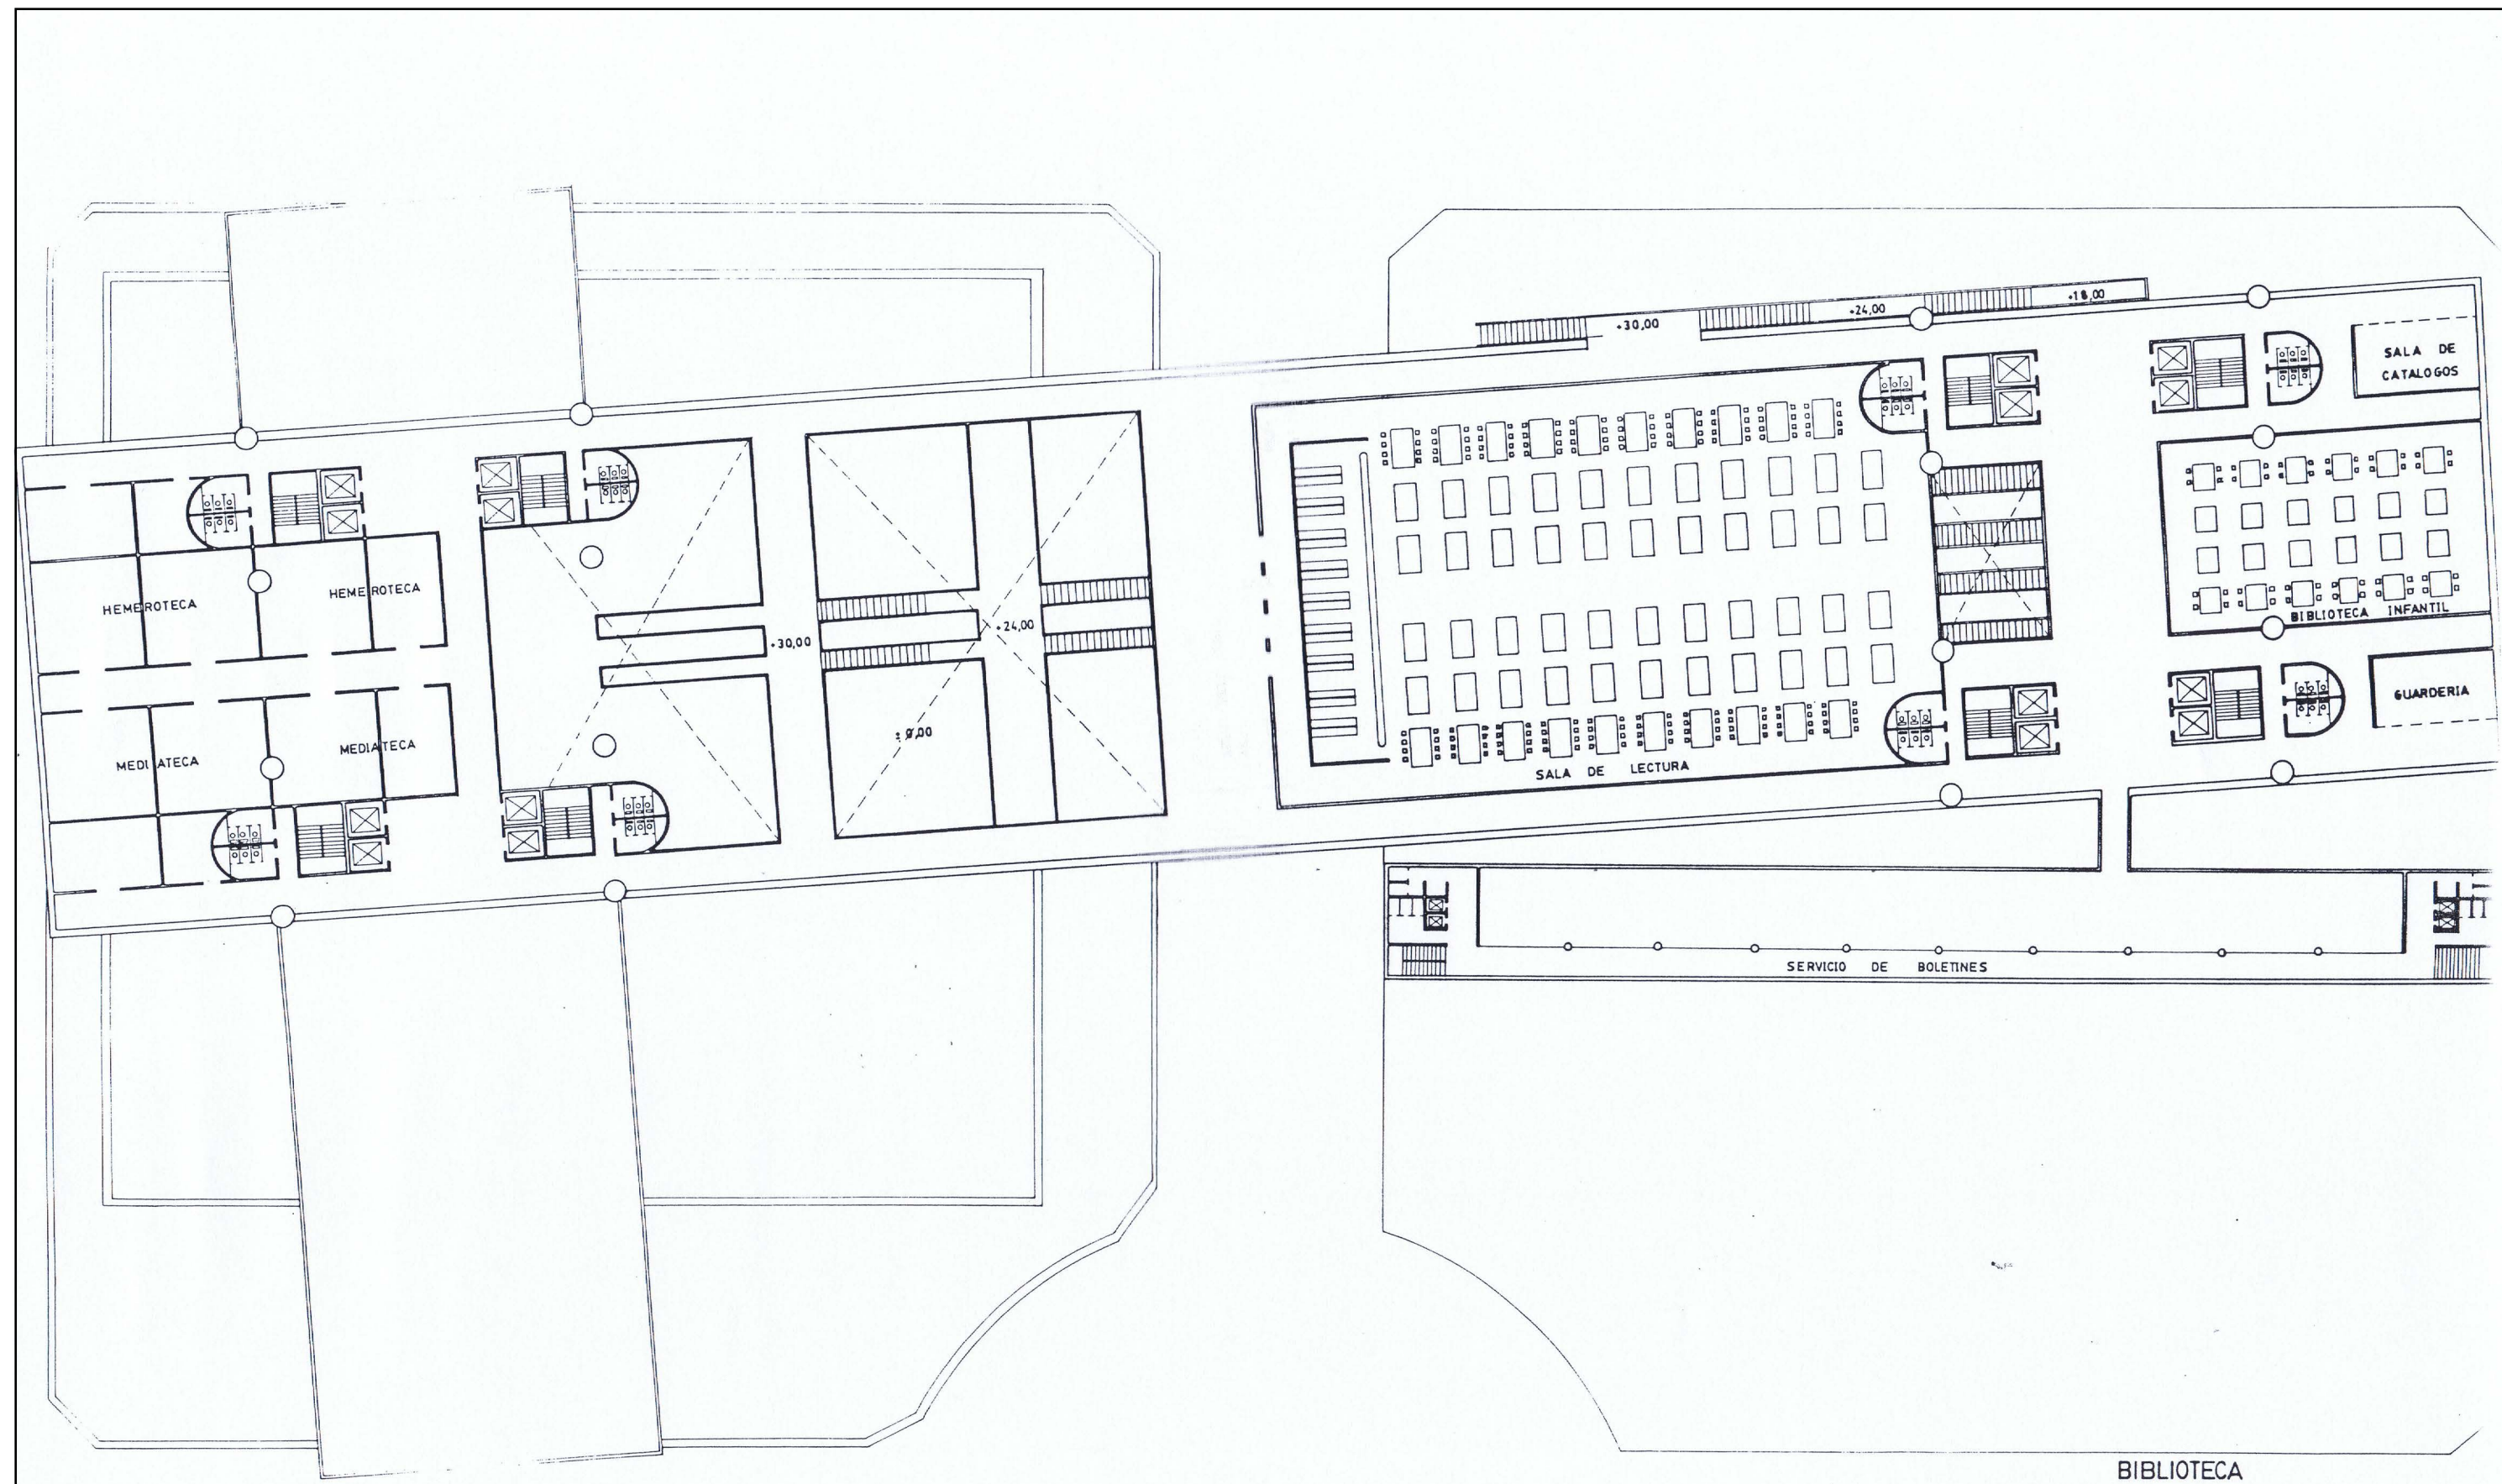 +18,00
+24,00
+30,00
SALA DE
CATALOGOS
HEMEROTECA
HEMEROTECA
+30,00
+24,00
BIBLIOTECA INFANTIL
GUARDERIA
MEDIATECA
MEDIATECA
± 0,00
SALA DE LECTURA
SERVICIO DE BOLETINES
BIBLIOTECA